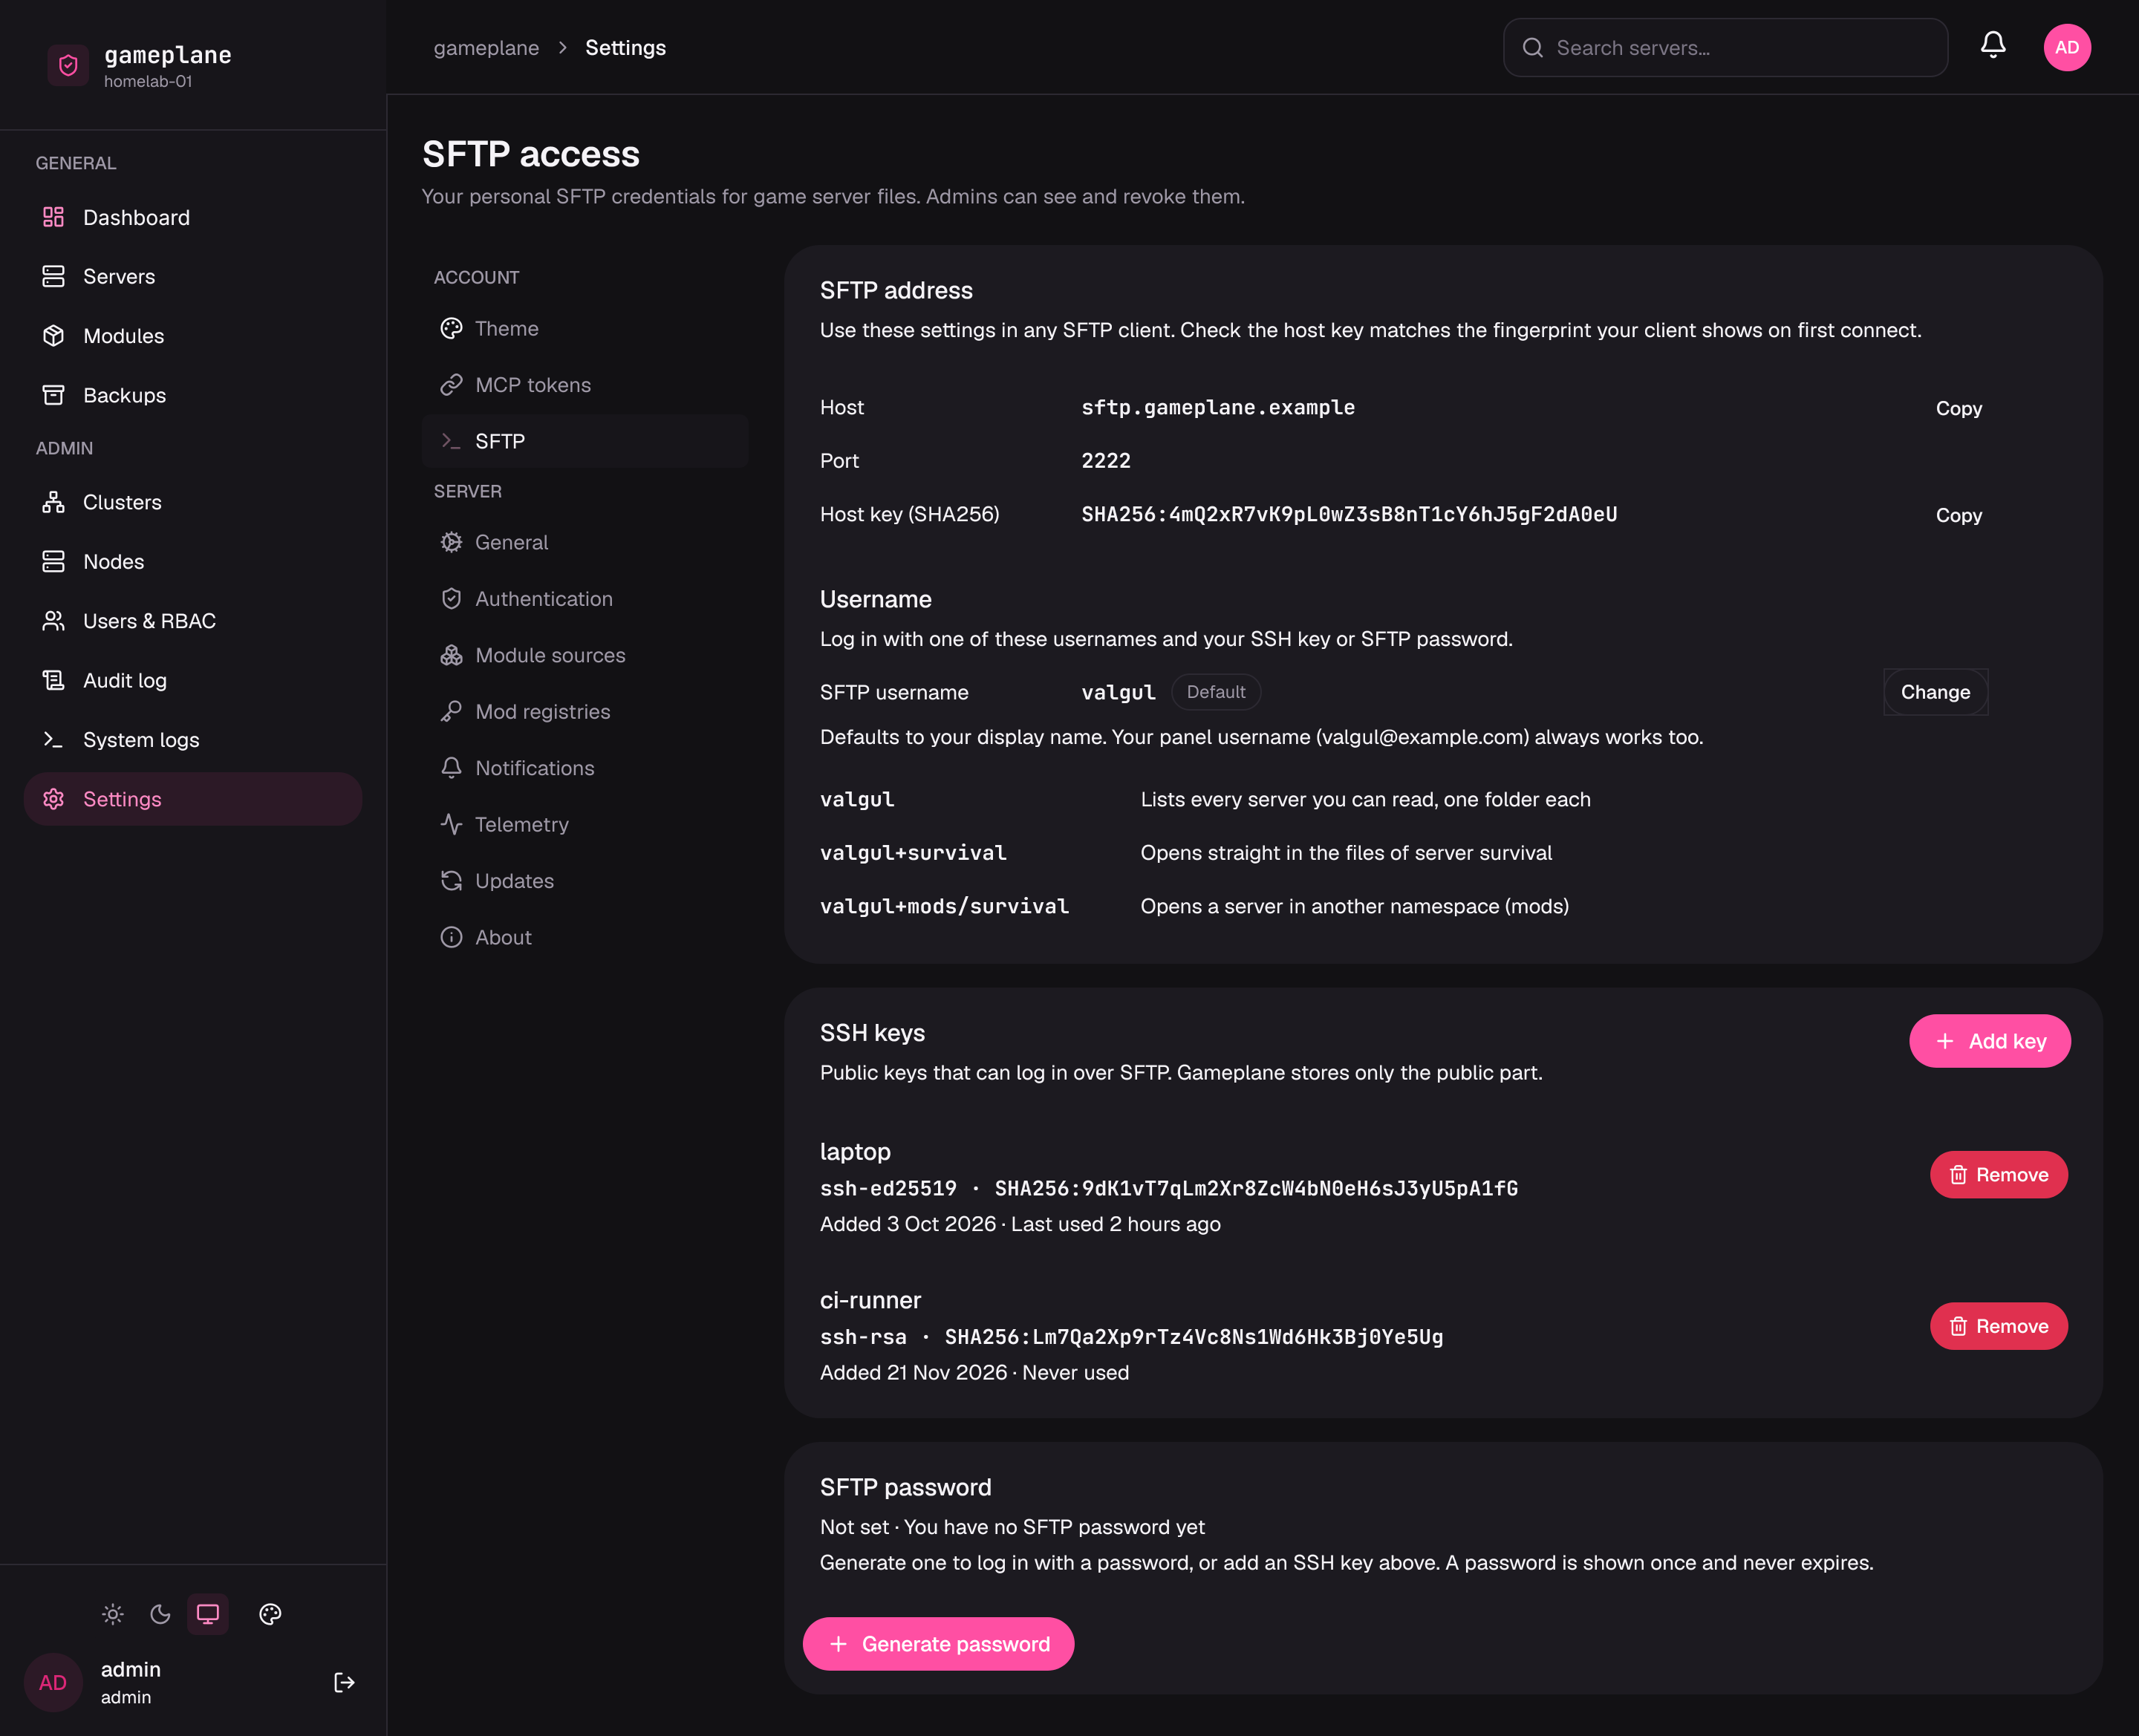 gameplane
homelab-01
GENERAL
Dashboard
Servers
Modules
Backups
ADMIN
Clusters
Nodes
Users & RBAC
Audit log
System logs
Settings
AD
admin
admin
gameplane > Settings
Search servers...
AD
SFTP access
Your personal SFTP credentials for game server files. Admins can see and revoke them.
ACCOUNT
Theme
MCP tokens
SFTP
SERVER
General
Authentication
Module sources
Mod registries
Notifications
Telemetry
Updates
About
SFTP address
Use these settings in any SFTP client. Check the host key matches the fingerprint your client shows on first connect.
Host sftp.gameplane.example Copy
Port 2222
Host key (SHA256) SHA256:4mQ2xR7vK9pL0wZ3sB8nT1cY6hJ5gF2dA0eU Copy
Username
Log in with one of these usernames and your SSH key or SFTP password.
SFTP username valgul Default Change
Defaults to your display name. Your panel username (valgul@example.com) always works too.
valgul Lists every server you can read, one folder each
valgul+survival Opens straight in the files of server survival
valgul+mods/survival Opens a server in another namespace (mods)
SSH keys
Add key
Public keys that can log in over SFTP. Gameplane stores only the public part.
laptop
ssh-ed25519 · SHA256:9dK1vT7qLm2Xr8ZcW4bN0eH6sJ3yU5pA1fG
Added 3 Oct 2026 · Last used 2 hours ago
Remove
ci-runner
ssh-rsa · SHA256:Lm7Qa2Xp9rTz4Vc8Ns1Wd6Hk3Bj0Ye5Ug
Added 21 Nov 2026 · Never used
Remove
SFTP password
Not set · You have no SFTP password yet
Generate one to log in with a password, or add an SSH key above. A password is shown once and never expires.
Generate password